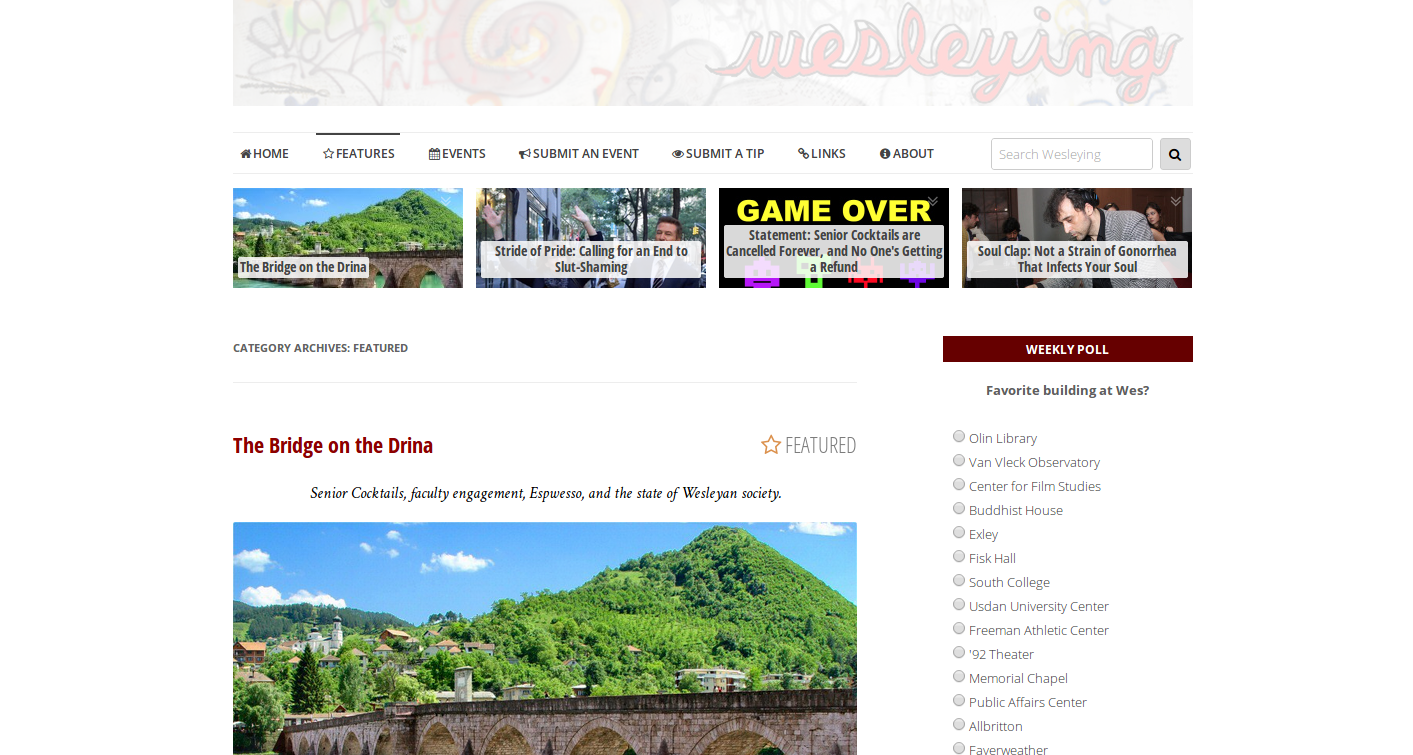 wesleying
HOME
FEATURES
EVENTS
SUBMIT AN EVENT
SUBMIT A TIP
LINKS
ABOUT
Search Wesleying
The Bridge on the Drina
Stride of Pride: Calling for an End to
Slut-Shaming
GAME OVER
Statement: Senior Cocktails are
Cancelled Forever, and No One's Getting
a Refund
Soul Clap: Not a Strain of Gonorrhea
That Infects Your Soul
CATEGORY ARCHIVES: FEATURED
The Bridge on the Drina
FEATURED
Senior Cocktails, faculty engagement, Espwesso, and the state of Wesleyan society.
WEEKLY POLL
Favorite building at Wes?
Olin Library
Van Vleck Observatory
Center for Film Studies
Buddhist House
Exley
Fisk Hall
South College
Usdan University Center
Freeman Athletic Center
'92 Theater
Memorial Chapel
Public Affairs Center
Allbritton
Fayerweather